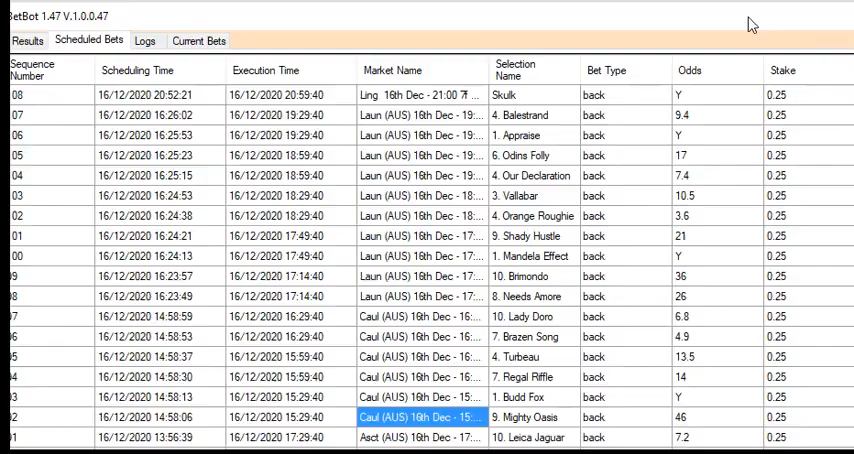 BetBot 1.47 V.1.0.0.47
Results Scheduled Bets Logs Current Bets
Sequence Number Scheduling Time Execution Time Market Name Selection Name Bet Type Odds Stake
08 16/12/2020 20:52:21 16/12/2020 20:59:40 Ling 16th Dec - 21:00 7f ... Skulk back Y 0.25
07 16/12/2020 16:26:02 16/12/2020 19:29:40 Laun (AUS) 16th Dec - 19:... 4. Balestrand back 9.4 0.25
06 16/12/2020 16:25:53 16/12/2020 19:29:40 Laun (AUS) 16th Dec - 19:... 1. Appraise back Y 0.25
05 16/12/2020 16:25:23 16/12/2020 18:59:40 Laun (AUS) 16th Dec - 19:... 6. Odins Folly back 17 0.25
04 16/12/2020 16:25:15 16/12/2020 18:59:40 Laun (AUS) 16th Dec - 19:... 4. Our Declaration back 7.4 0.25
03 16/12/2020 16:24:53 16/12/2020 18:29:40 Laun (AUS) 16th Dec - 18:... 3. Vallabar back 10.5 0.25
02 16/12/2020 16:24:38 16/12/2020 18:29:40 Laun (AUS) 16th Dec - 18:... 4. Orange Roughie back 3.6 0.25
01 16/12/2020 16:24:21 16/12/2020 17:49:40 Laun (AUS) 16th Dec - 17:... 9. Shady Hustle back 21 0.25
00 16/12/2020 16:24:13 16/12/2020 17:49:40 Laun (AUS) 16th Dec - 17:... 1. Mandela Effect back Y 0.25
99 16/12/2020 16:23:57 16/12/2020 17:14:40 Laun (AUS) 16th Dec - 17:... 10. Brimondo back 36 0.25
98 16/12/2020 16:23:49 16/12/2020 17:14:40 Laun (AUS) 16th Dec - 17:... 8. Needs Amore back 26 0.25
97 16/12/2020 14:58:59 16/12/2020 16:29:40 Caul (AUS) 16th Dec - 16:... 10. Lady Doro back 6.8 0.25
96 16/12/2020 14:58:53 16/12/2020 16:29:40 Caul (AUS) 16th Dec - 16:... 7. Brazen Song back 4.9 0.25
95 16/12/2020 14:58:37 16/12/2020 15:59:40 Caul (AUS) 16th Dec - 16:... 4. Turbeau back 13.5 0.25
94 16/12/2020 14:58:30 16/12/2020 15:59:40 Caul (AUS) 16th Dec - 16:... 7. Regal Riffle back 14 0.25
93 16/12/2020 14:58:13 16/12/2020 15:29:40 Caul (AUS) 16th Dec - 15:... 1. Budd Fox back Y 0.25
92 16/12/2020 14:58:06 16/12/2020 15:29:40 Caul (AUS) 16th Dec - 15:... 9. Mighty Oasis back 46 0.25
91 16/12/2020 13:56:39 16/12/2020 17:29:40 Asct (AUS) 16th Dec - 17:... 10. Leica Jaguar back 7.2 0.25